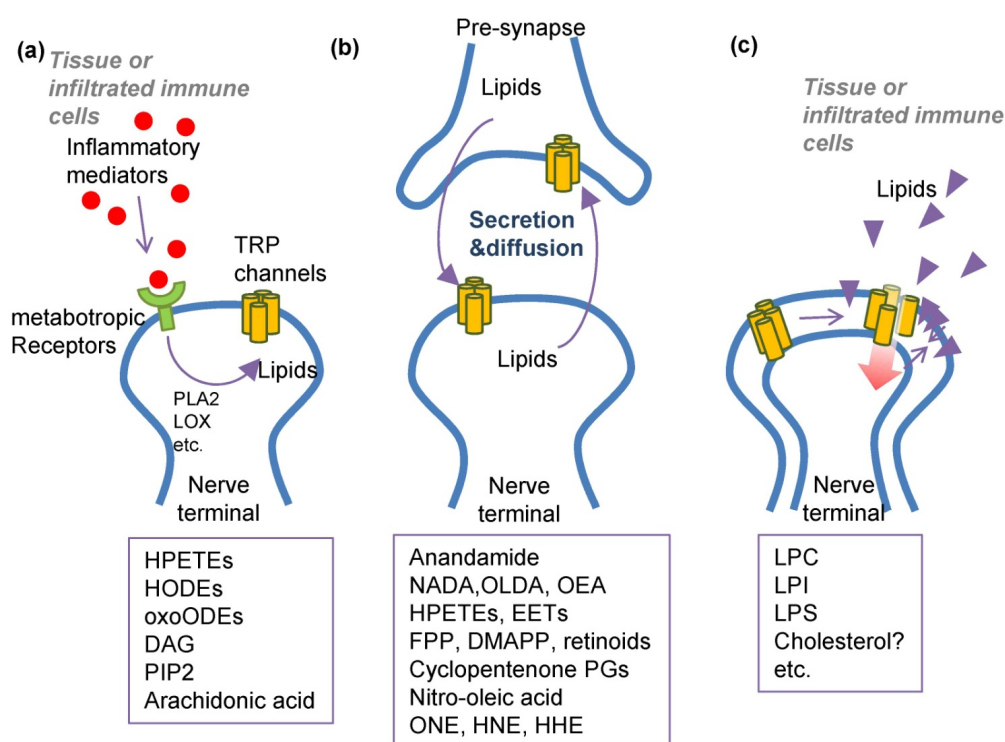 (a)
Tissue or
infiltrated immune
cells
Inflammatory
mediators
TRP
channels
metabotropic
Receptors
Lipids
PLA2
LOX
etc.
Nerve
terminal
HPETEs
HODEs
oxoODEs
DAG
PIP2
Arachidonic acid
(b)
Pre-synapse
Lipids
Secretion
&diffusion
Lipids
Nerve
terminal
Anandamide
NADA,OLDA, OEA
HPETEs, EETs
FPP, DMAPP, retinoids
Cyclopentenone PGs
Nitro-oleic acid
ONE, HNE, HHE
(c)
Tissue or
infiltrated immune
cells
Lipids
Nerve
terminal
LPC
LPI
LPS
Cholesterol?
etc.